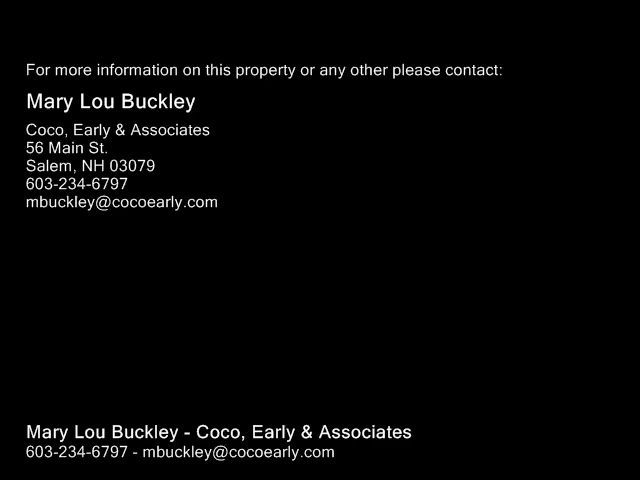 For more information on this property or any other please contact:
Mary Lou Buckley
Coco, Early & Associates
56 Main St.
Salem, NH 03079
603-234-6797
mbuckley@cocoearly.com
Mary Lou Buckley - Coco, Early & Associates
603-234-6797 - mbuckley@cocoearly.com